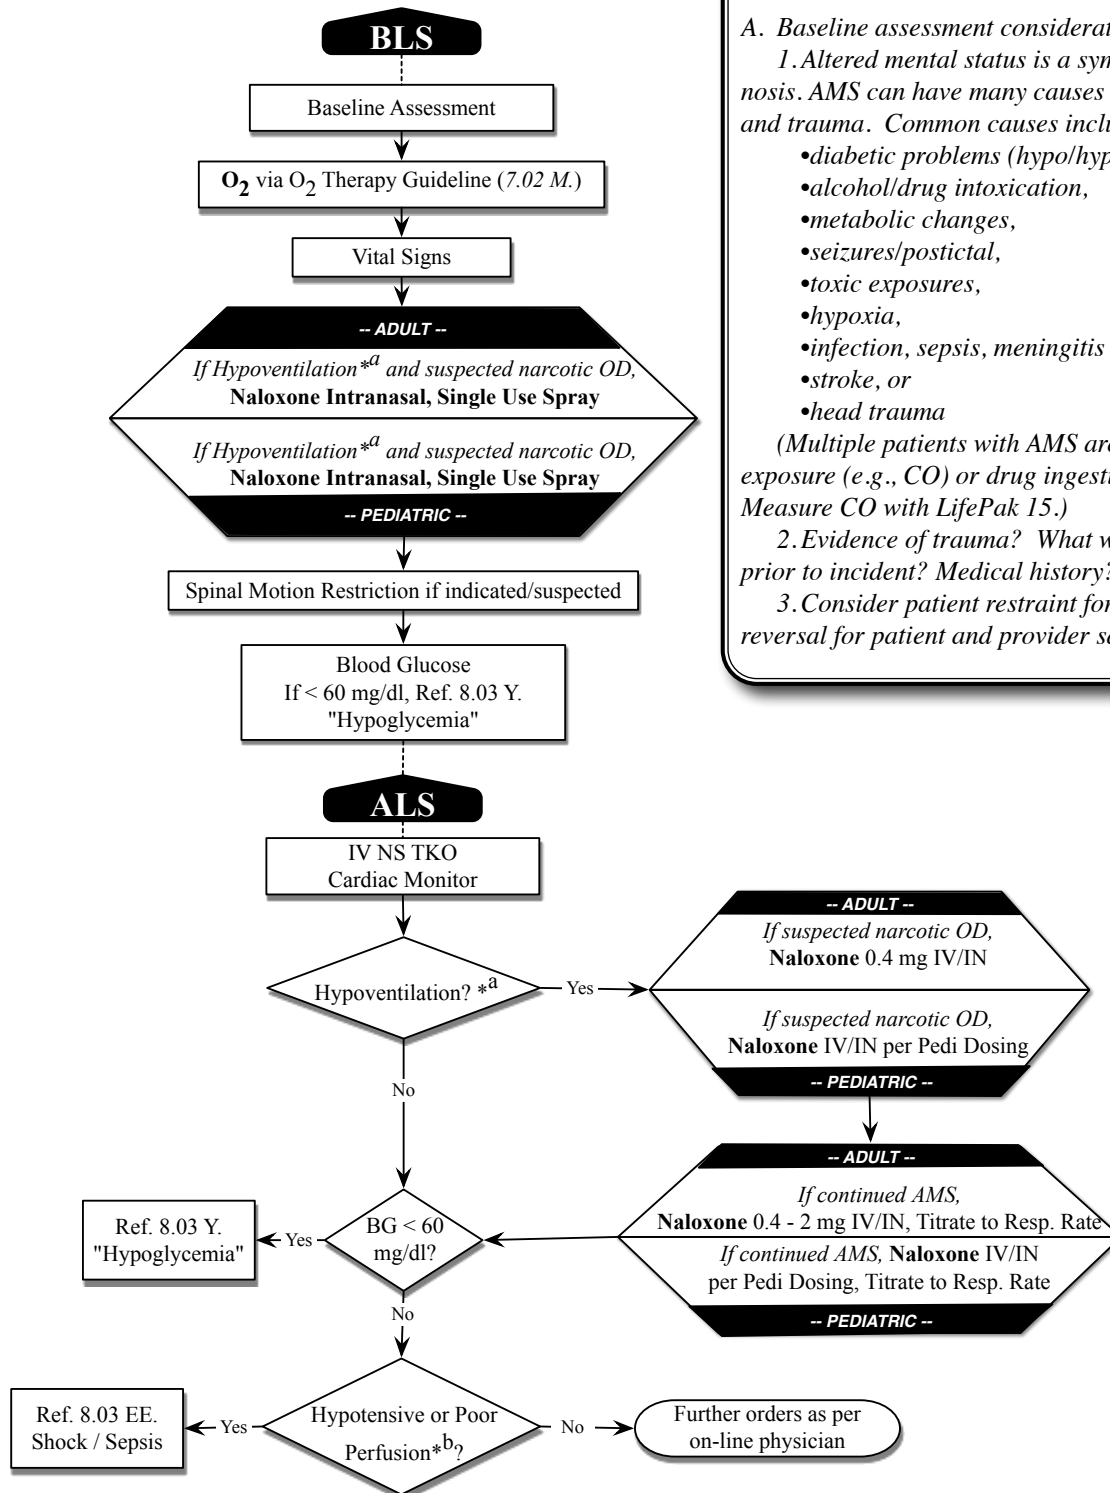 BLS
Baseline Assessment
O2 via O2 Therapy Guideline (7.02 M.)
Vital Signs
-- ADULT --
If Hypoventilation*a and suspected narcotic OD,
Naloxone Intranasal, Single Use Spray
If Hypoventilation*a and suspected narcotic OD,
Naloxone Intranasal, Single Use Spray
-- PEDIATRIC --
Spinal Motion Restriction if indicated/suspected
Blood Glucose
If < 60 mg/dl, Ref. 8.03 Y.
"Hypoglycemia"
A. Baseline assessment
1. Altered mental status is a
nosis. AMS can have many causes
and trauma. Common causes
•diabetic problems
•alcohol/drug intoxication,
•metabolic changes,
•seizures/postictal,
•toxic exposures,
•hypoxia,
•infection, sepsis, meningitis
•stroke, or
•head trauma
(Multiple patients with AMS
exposure (e.g., CO) or drug
Measure CO with LifePak 15.)
2. Evidence of trauma? What
prior to incident? Medical history?
3. Consider patient restraint for
reversal for patient and provider
ALS
IV NS TKO
Cardiac Monitor
Hypoventilation? *a
Yes
No
-- ADULT --
If suspected narcotic OD,
Naloxone 0.4 mg IV/IN
If suspected narcotic OD,
Naloxone IV/IN per Pedi Dosing
-- PEDIATRIC --
-- ADULT --
If continued AMS,
Naloxone 0.4 - 2 mg IV/IN, Titrate to Resp. Rate
If continued AMS, Naloxone IV/IN
per Pedi Dosing, Titrate to Resp. Rate
-- PEDIATRIC --
BG < 60
mg/dl?
Yes
Ref. 8.03 Y.
"Hypoglycemia"
No
Hypotensive or Poor
Perfusion*b?
Yes
Ref. 8.03 EE.
Shock / Sepsis
No
Further orders as per
on-line physician